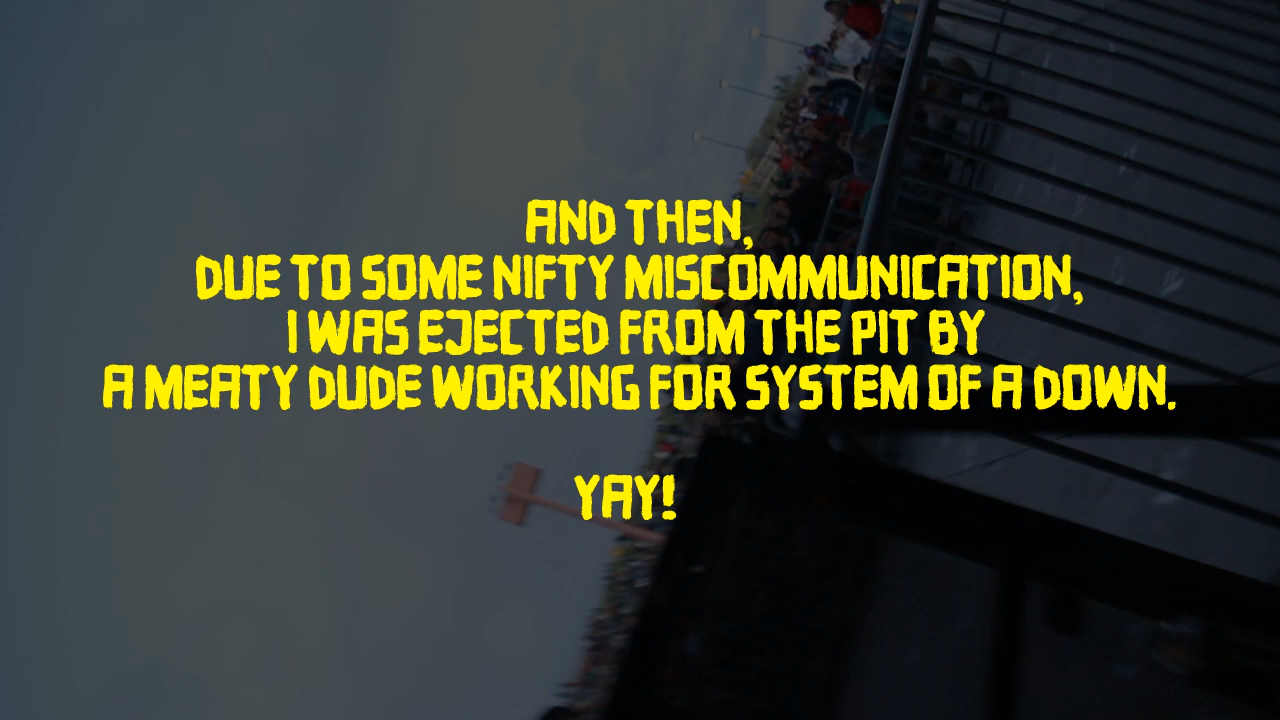 AND THEN,
DUE TO SOME NIFTY MISCOMMUNICATION,
I WAS EJECTED FROM THE PIT BY
A MEATY DUDE WORKING FOR SYSTEM OF A DOWN.
YAY!